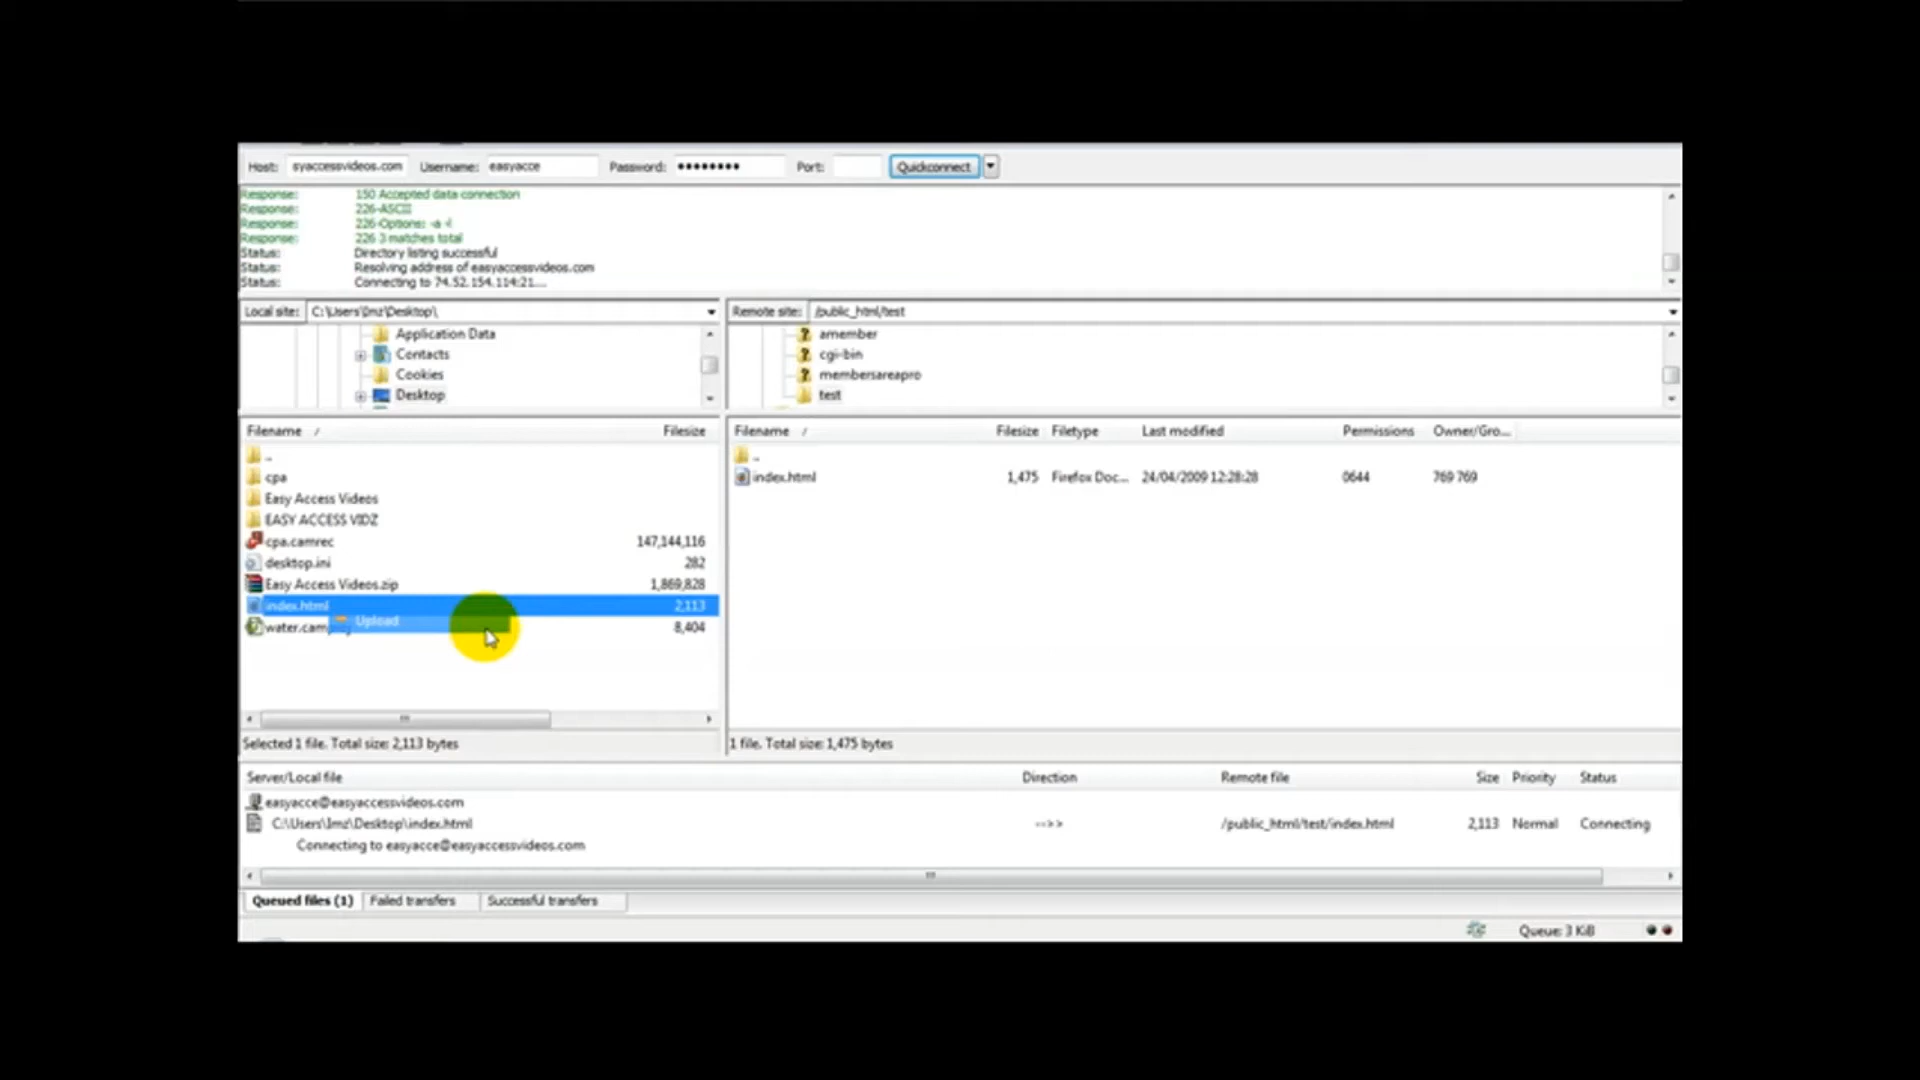 Host: syaccessvideos.com Username: easyacce Password: •••••••• Port: Quickconnect
Response: 150 Accepted data connection
Response: 226-ASCII
Response: 226-Options: -a -l
Response: 226 3 matches total
Status: Directory listing successful
Status: Resolving address of easyaccessvideos.com
Status: Connecting to 74.52.154.114:21...
Local site: C:\Users\Imz\Desktop\ Remote site: /public_html/test
Application Data
Contacts
Cookies
Desktop
amember
cgi-bin
membersareapro
test
Filename / Filesize
..
cpa
Easy Access Videos
EASY ACCESS VIDZ
cpa.camrec 147,144,116
desktop.ini 282
Easy Access Videos.zip 1,869,828
index.html 2,113
Upload
water.cam 8,404
Selected 1 file. Total size: 2,113 bytes
Filename / Filesize Filetype Last modified Permissions Owner/Gro...
..
index.html 1,475 Firefox Doc... 24/04/2009 12:28:28 0644 769 769
1 file. Total size: 1,475 bytes
Server/Local file Direction Remote file Size Priority Status
easyacce@easyaccessvideos.com
C:\Users\Imz\Desktop\index.html -->> /public_html/test/index.html 2,113 Normal Connecting
Connecting to easyacce@easyaccessvideos.com
Queued files (1) Failed transfers Successful transfers
Queue: 3 KiB